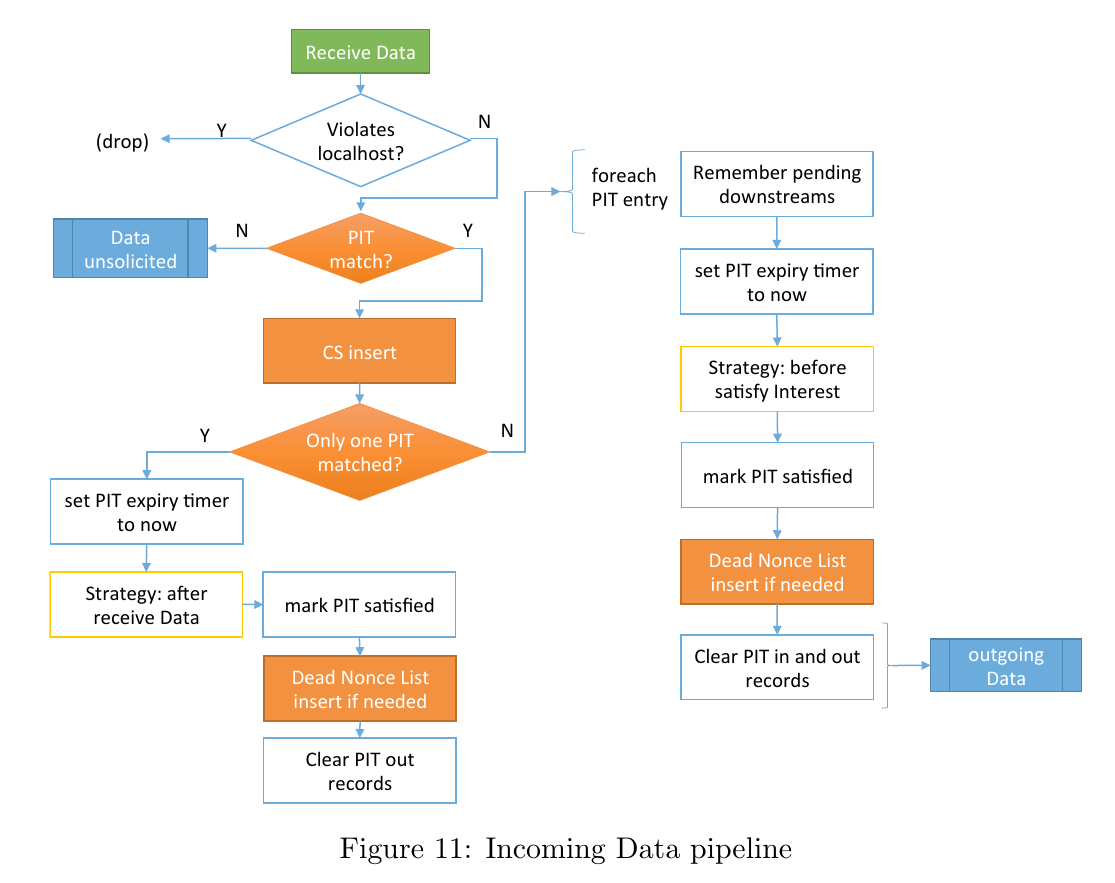 Receive Data
Violates
localhost?
Y
N
(drop)
PIT
match?
N
Y
Data
unsolicited
CS insert
Only one PIT
matched?
Y
N
set PIT expiry timer
to now
Strategy: after
receive Data
mark PIT satisfied
Dead Nonce List
insert if needed
Clear PIT out
records
foreach
PIT entry
Remember pending
downstreams
set PIT expiry timer
to now
Strategy: before
satisfy Interest
mark PIT satisfied
Dead Nonce List
insert if needed
Clear PIT in and out
records
outgoing
Data
Figure 11: Incoming Data pipeline